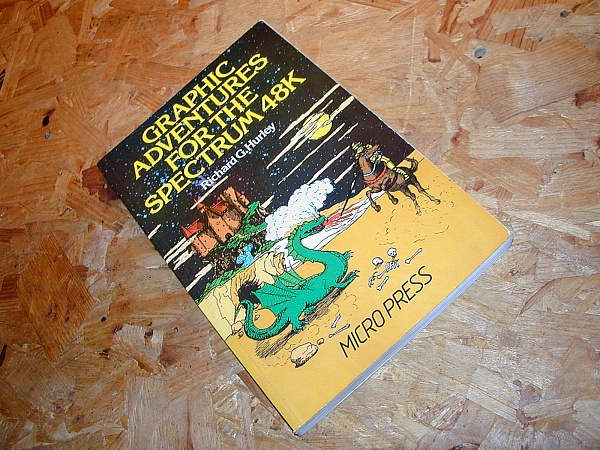 GRAPHIC
ADVENTURES
FOR THE
SPECTRUM 48K
Richard G. Hurley
MICRO PRESS